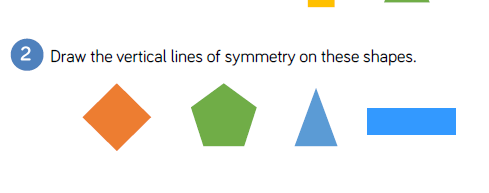 2 Draw the vertical lines of symmetry on these shapes.